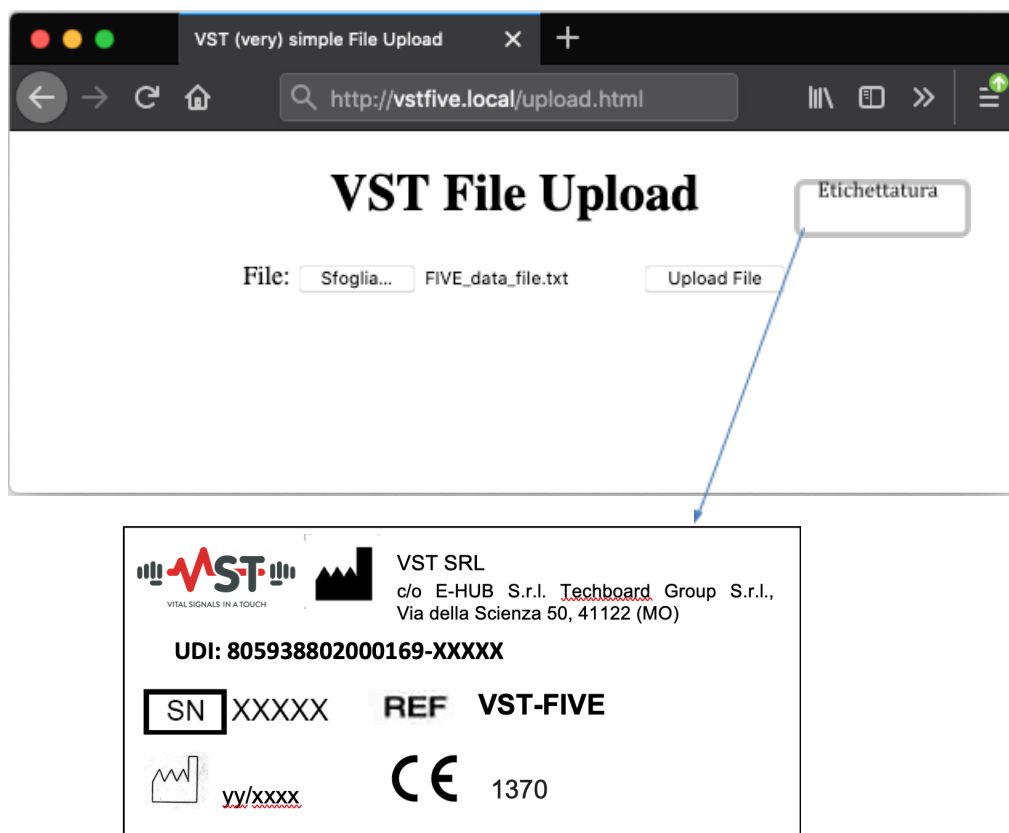 VST (very) simple File Upload
http://vstfive.local/upload.html
VST File Upload
Etichettatura
File: Sfoglia... FIVE_data_file.txt Upload File
VST
VITAL SIGNALS IN A TOUCH
VST SRL
c/o E-HUB S.r.l. Techboard Group S.r.l.,
Via della Scienza 50, 41122 (MO)
UDI: 805938802000169-XXXXX
SN XXXXX REF VST-FIVE
yy/xxxx CE 1370